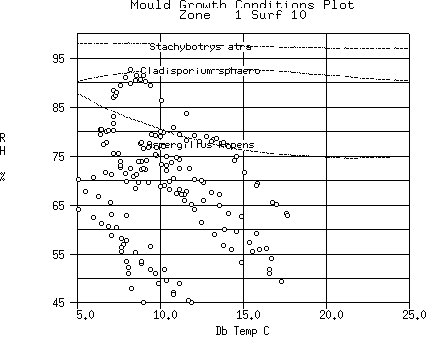 Mould Growth Conditions Plot
Zone 1 Surf 10
95
Stachybotrys atra
Cladisporium sphaero
85
R
H
%
Aspergillus Repens
75
65
55
45
5.0 10.0 15.0 20.0 25.0
Db Temp C